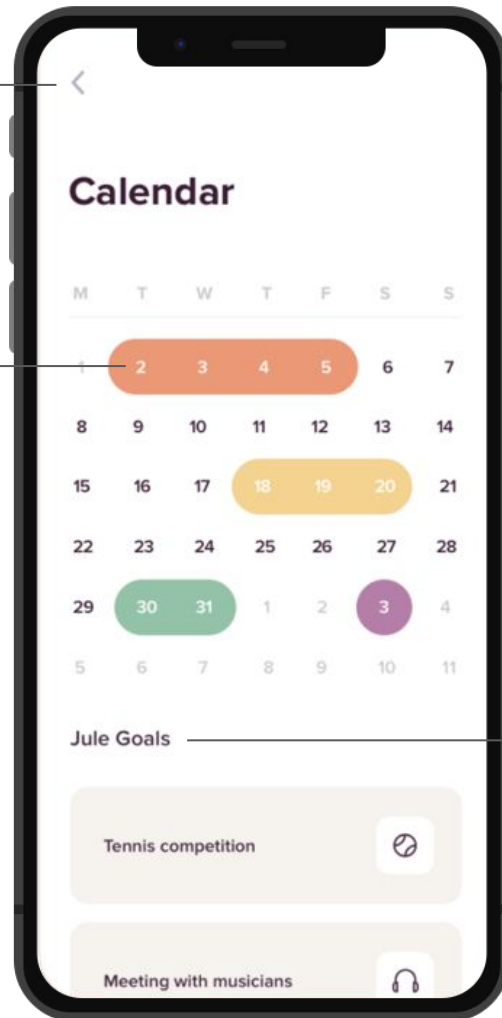 Calendar
M T W T F S S
1 2 3 4 5 6 7
8 9 10 11 12 13 14
15 16 17 18 19 20 21
22 23 24 25 26 27 28
29 30 31 1 2 3 4
5 6 7 8 9 10 11
Jule Goals
Tennis competition
Meeting with musicians